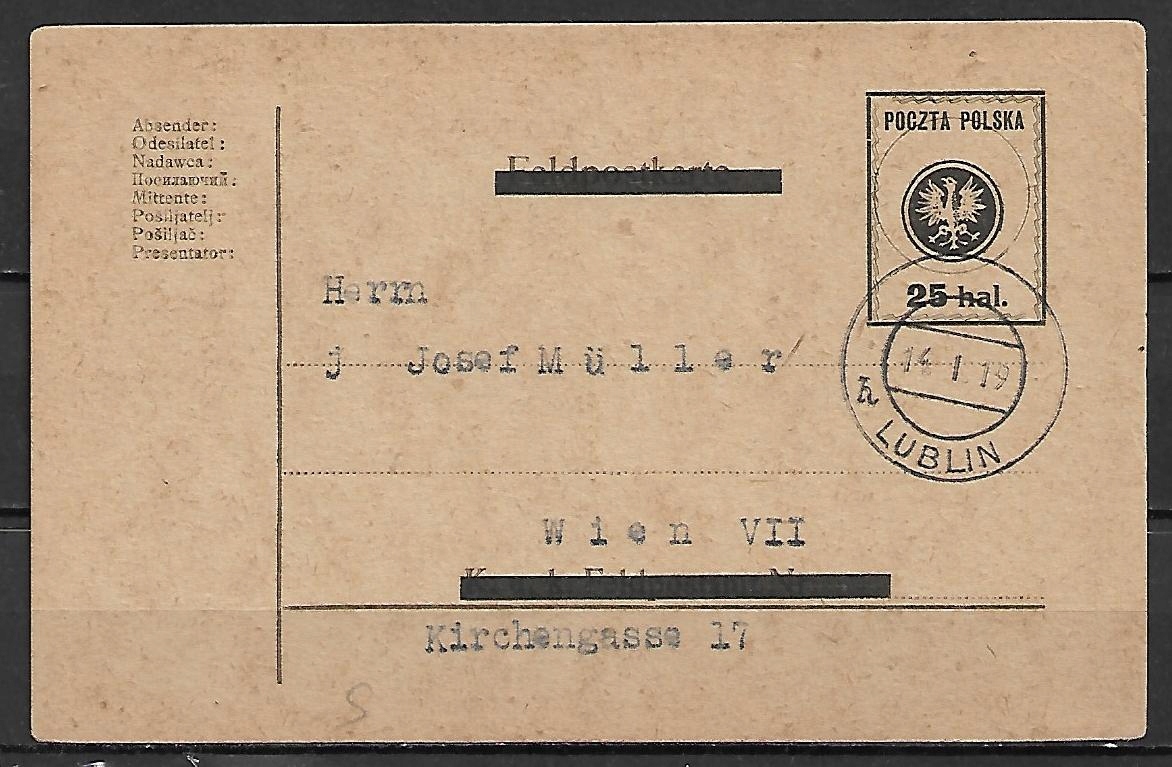 Absender:
Odesílatel:
Nadawca:
Посилаючий:
Mittente:
Pošiljatelj:
Pošiljač:
Presentator:
Feldpostkarte
POCZTA POLSKA
25 hal.
14 I. 19
h LUBLIN
Herrn
j Josef Müller
Wien VII
Kirchengasse 17
S